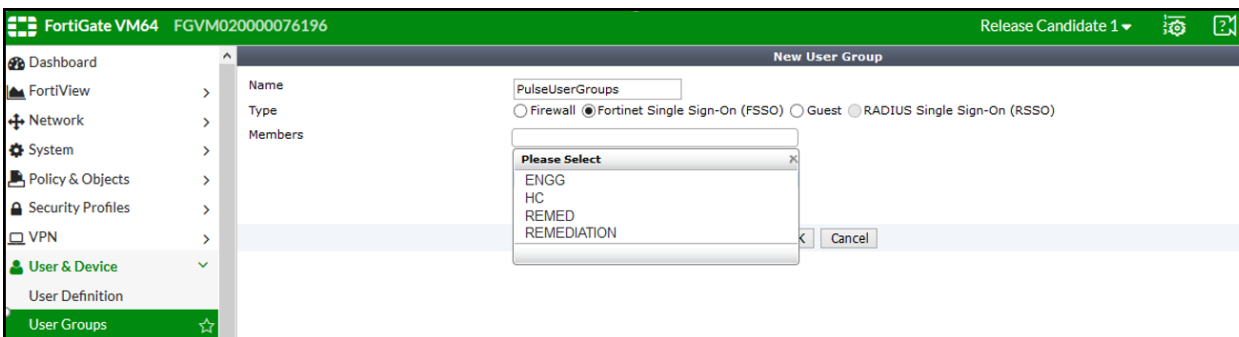 FortiGate VM64 FGVM020000076196 Release Candidate 1
Dashboard
FortiView
Network
System
Policy & Objects
Security Profiles
VPN
User & Device
User Definition
User Groups
New User Group
Name PulseUserGroups
Type Firewall Fortinet Single Sign-On (FSSO) Guest RADIUS Single Sign-On (RSSO)
Members
Please Select
ENGG
HC
REMED
REMEDIATION
Cancel